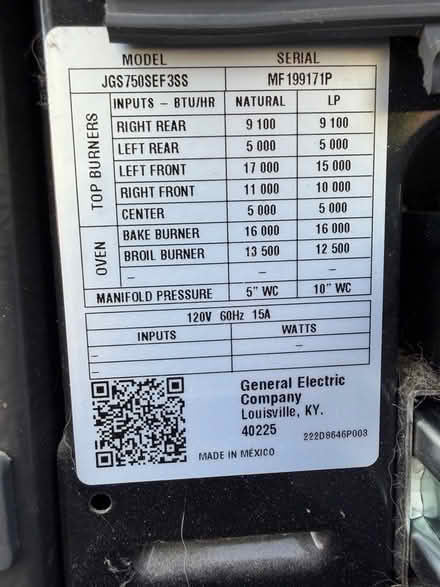 MODEL SERIAL
JGS750SEF3SS MF199171P
TOP BURNERS
INPUTS – BTU/HR NATURAL LP
RIGHT REAR 9 100 9 100
LEFT REAR 5 000 5 000
LEFT FRONT 17 000 15 000
RIGHT FRONT 11 000 10 000
CENTER 5 000 5 000
OVEN
BAKE BURNER 16 000 16 000
BROIL BURNER 13 500 12 500
– – –
MANIFOLD PRESSURE 5" WC 10" WC
120V 60Hz 15A
INPUTS WATTS
– –
–
General Electric
Company
Louisville, KY.
40225
222D8646P003
MADE IN MÉXICO